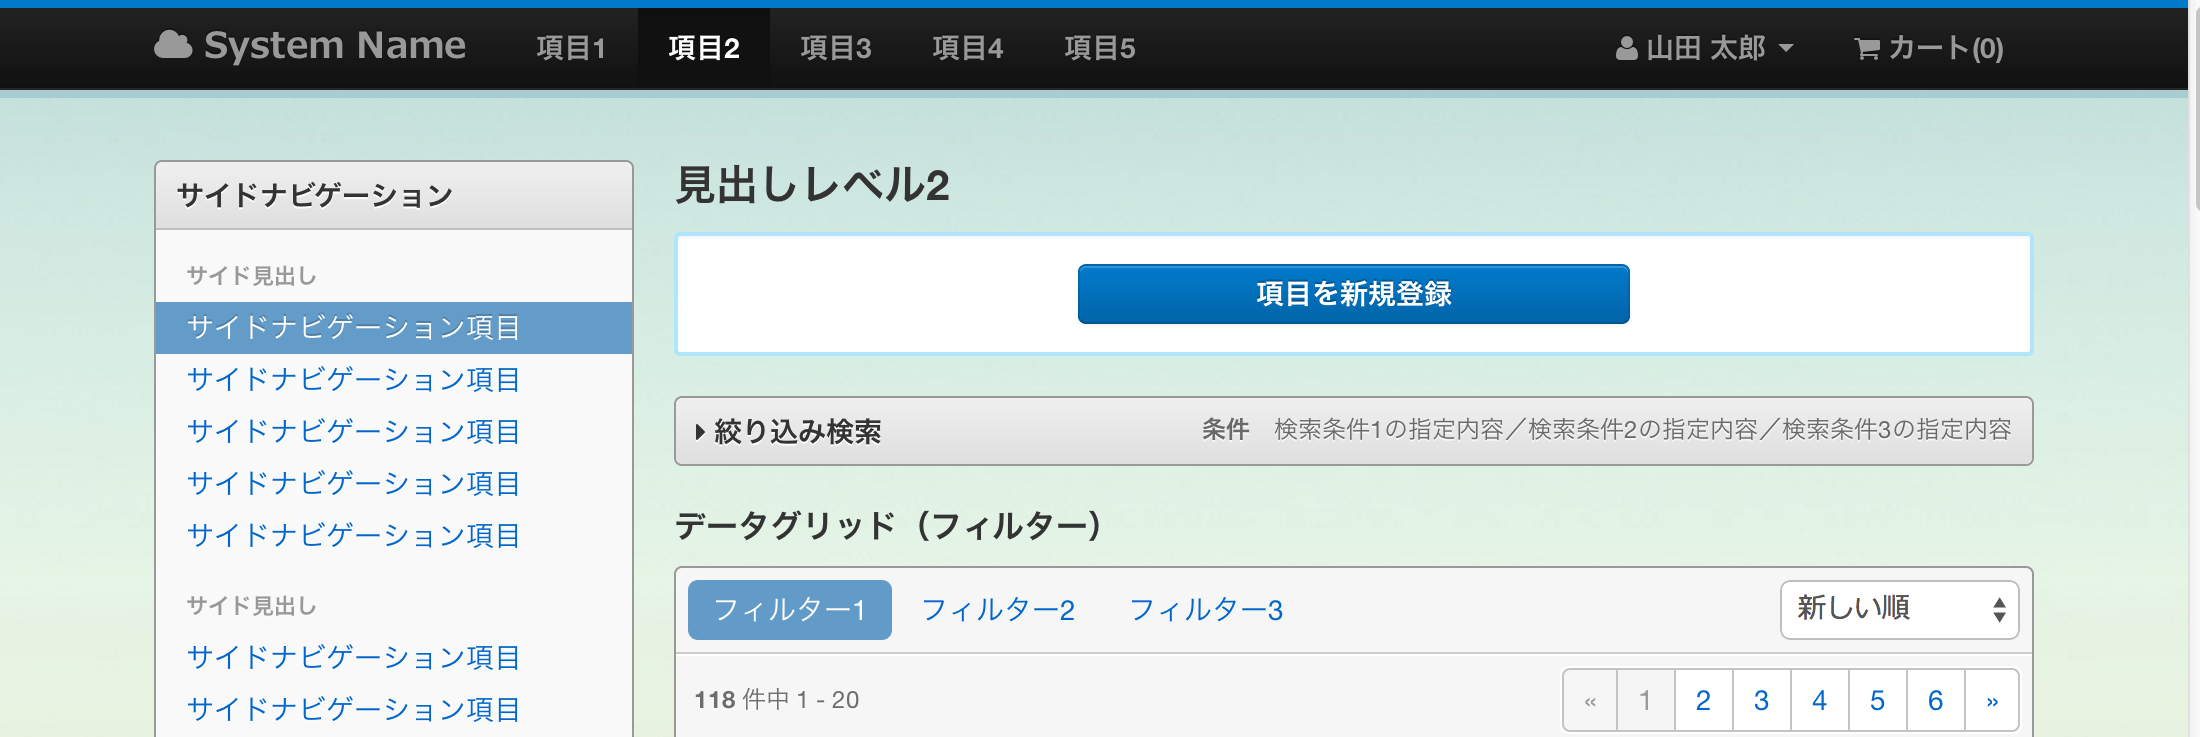 System Name 項目1 項目2 項目3 項目4 項目5 山田 太郎 カート(0)
サイドナビゲーション
サイド見出し
サイドナビゲーション項目
サイドナビゲーション項目
サイドナビゲーション項目
サイドナビゲーション項目
サイドナビゲーション項目
サイド見出し
サイドナビゲーション項目
サイドナビゲーション項目
見出しレベル2
項目を新規登録
絞り込み検索 条件 検索条件1の指定内容／検索条件2の指定内容／検索条件3の指定内容
データグリッド（フィルター）
フィルター1 フィルター2 フィルター3 新しい順
118 件中 1 - 20 « 1 2 3 4 5 6 »